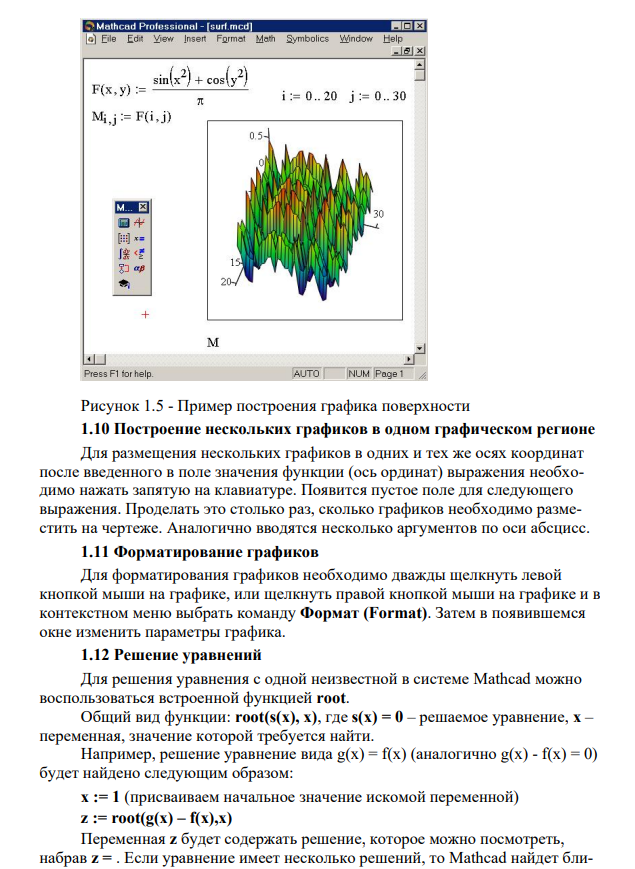 Mathcad Professional - [surf.mcd]
File Edit View Insert Format Math Symbolics Window Help
F(x, y) := (sin(x²) + cos(y²)) / π
i := 0 .. 20 j := 0 .. 30
M i, j := F(i, j)
0.5
0
30
15
20
M...
x=
αβ
M
Press F1 for help. AUTO NUM Page 1
Рисунок 1.5 - Пример построения графика поверхности
1.10 Построение нескольких графиков в одном графическом регионе
Для размещения нескольких графиков в одних и тех же осях координат
после введенного в поле значения функции (ось ординат) выражения необхо-
димо нажать запятую на клавиатуре. Появится пустое поле для следующего
выражения. Проделать это столько раз, сколько графиков необходимо разме-
стить на чертеже. Аналогично вводятся несколько аргументов по оси абсцисс.
1.11 Форматирование графиков
Для форматирования графиков необходимо дважды щелкнуть левой
кнопкой мыши на графике, или щелкнуть правой кнопкой мыши на графике и в
контекстном меню выбрать команду Формат (Format). Затем в появившемся
окне изменить параметры графика.
1.12 Решение уравнений
Для решения уравнения с одной неизвестной в системе Mathcad можно
воспользоваться встроенной функцией root.
Общий вид функции: root(s(x), x), где s(x) = 0 – решаемое уравнение, x –
переменная, значение которой требуется найти.
Например, решение уравнение вида g(x) = f(x) (аналогично g(x) - f(x) = 0)
будет найдено следующим образом:
x := 1 (присваиваем начальное значение искомой переменной)
z := root(g(x) – f(x),x)
Переменная z будет содержать решение, которое можно посмотреть,
набрав z = . Если уравнение имеет несколько решений, то Mathcad найдет бли-